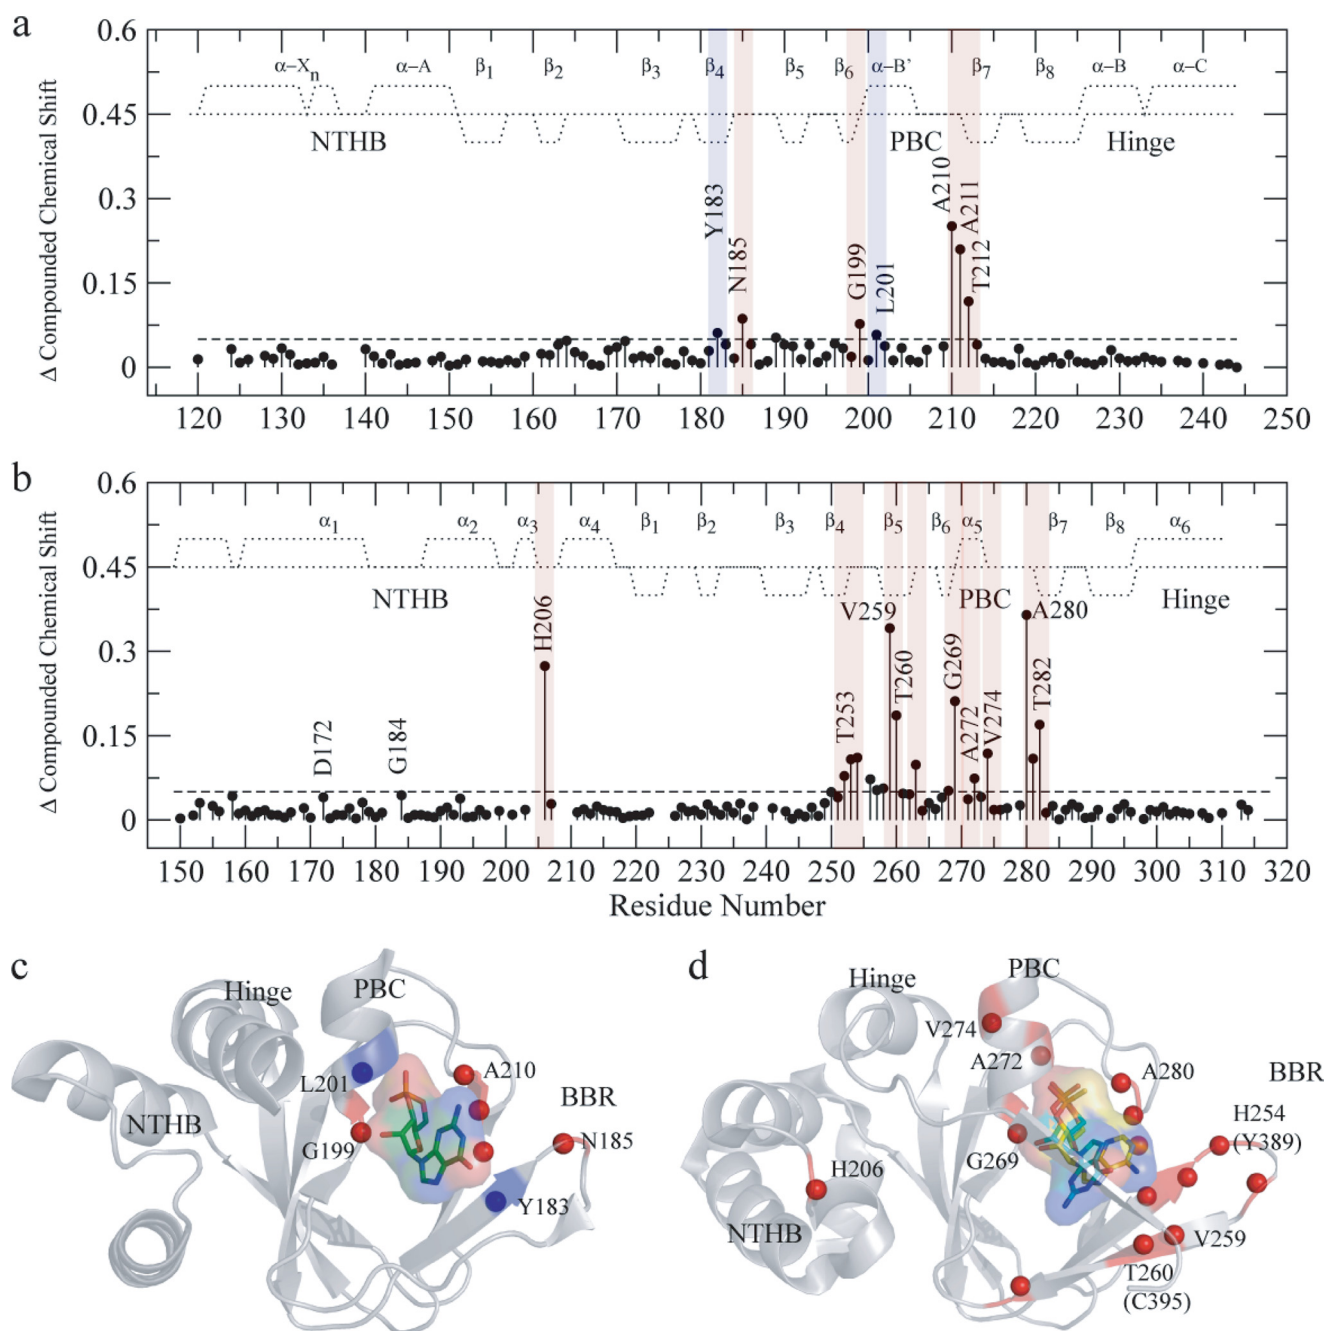 a
Δ Compounded Chemical Shift
0.6
0.45
0.3
0.15
0
α–Xn α–A β1 β2 β3 β4 β5 β6 α–B’ β7 β8 α–B α–C
NTHB PBC Hinge
Y183 N185 G199 L201 A210 A211 T212
120 130 140 150 160 170 180 190 200 210 220 230 240 250
b
Δ Compounded Chemical Shift
0.6
0.45
0.3
0.15
0
α1 α2 α3 α4 β1 β2 β3 β4 β5 β6 α5 β7 β8 α6
NTHB PBC Hinge
D172 G184 H206 T253 V259 T260 G269 A272 V274 A280 T282
150 160 170 180 190 200 210 220 230 240 250 260 270 280 290 300 310 320
Residue Number
c
Hinge
PBC
NTHB
L201
A210
BBR
G199
N185
Y183
d
Hinge
PBC
V274
A272
A280
BBR
H254
(Y389)
G269
H206
NTHB
V259
T260
(C395)